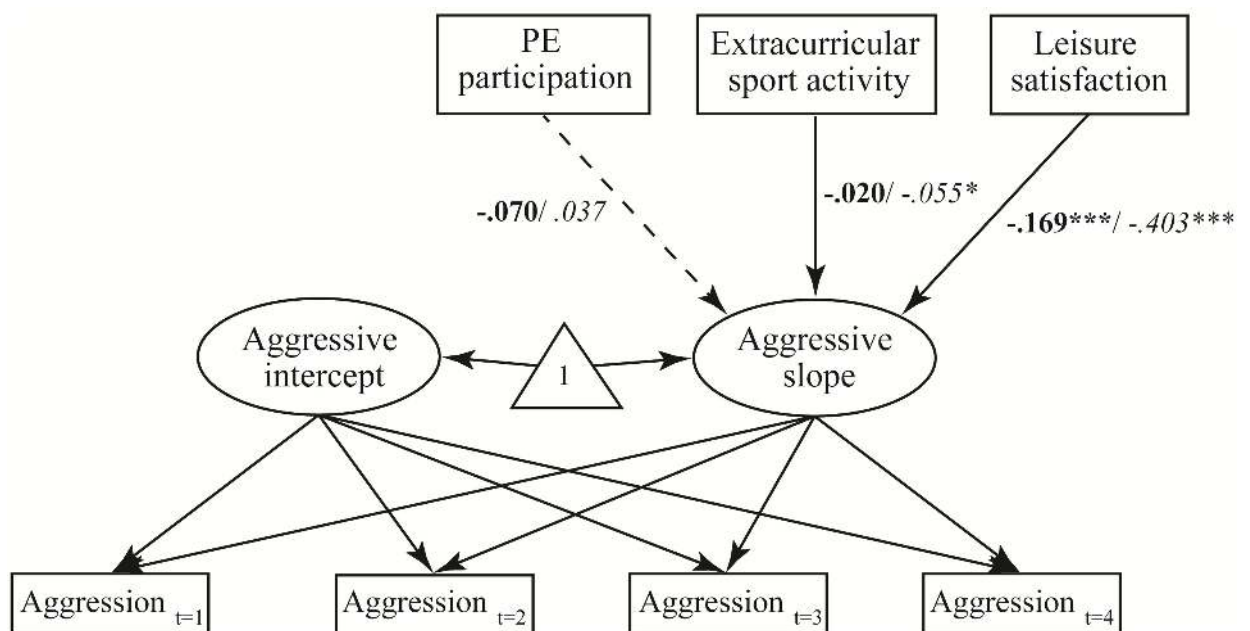 PE
participation
Extracurricular
sport activity
Leisure
satisfaction
-.070/ .037
-.020/ -.055*
-.169***/ -.403***
Aggressive
intercept
1
Aggressive
slope
Aggression t=1
Aggression t=2
Aggression t=3
Aggression t=4